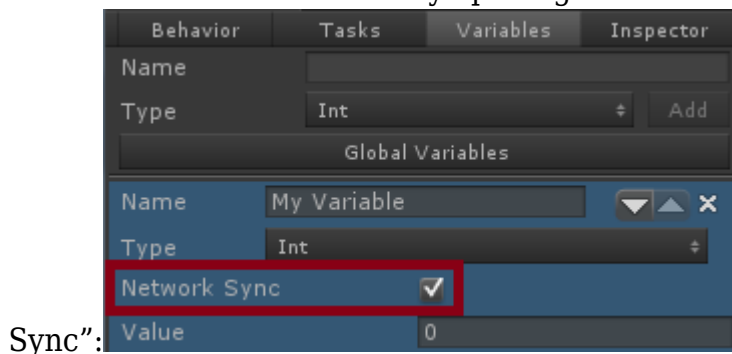 Behavior Tasks Variables Inspector
Name
Type Int Add
Global Variables
Name My Variable
Type Int
Network Sync
Sync”: Value 0